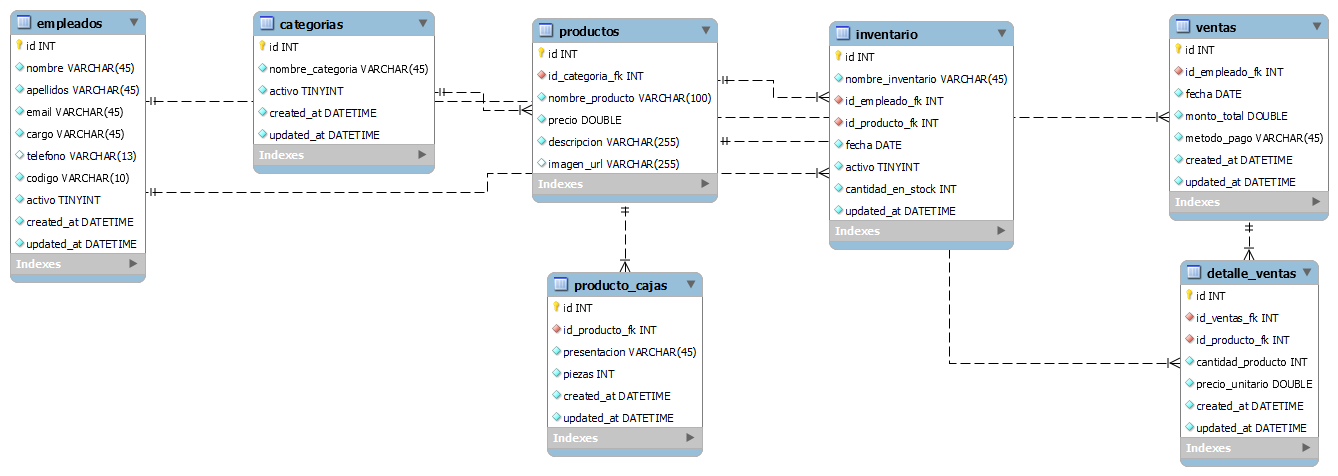 empleados
id INT
nombre VARCHAR(45)
apellidos VARCHAR(45)
email VARCHAR(45)
cargo VARCHAR(45)
telefono VARCHAR(13)
codigo VARCHAR(10)
activo TINYINT
created_at DATETIME
updated_at DATETIME
Indexes
categorias
id INT
nombre_categoria VARCHAR(45)
activo TINYINT
created_at DATETIME
updated_at DATETIME
Indexes
productos
id INT
id_categoria_fk INT
nombre_producto VARCHAR(100)
precio DOUBLE
descripcion VARCHAR(255)
imagen_url VARCHAR(255)
Indexes
producto_cajas
id INT
id_producto_fk INT
presentacion VARCHAR(45)
piezas INT
created_at DATETIME
updated_at DATETIME
Indexes
inventario
id INT
nombre_inventario VARCHAR(45)
id_empleado_fk INT
id_producto_fk INT
fecha DATE
activo TINYINT
cantidad_en_stock INT
updated_at DATETIME
Indexes
ventas
id INT
id_empleado_fk INT
fecha DATE
monto_total DOUBLE
metodo_pago VARCHAR(45)
created_at DATETIME
updated_at DATETIME
Indexes
detalle_ventas
id INT
id_ventas_fk INT
id_producto_fk INT
cantidad_producto INT
precio_unitario DOUBLE
created_at DATETIME
updated_at DATETIME
Indexes